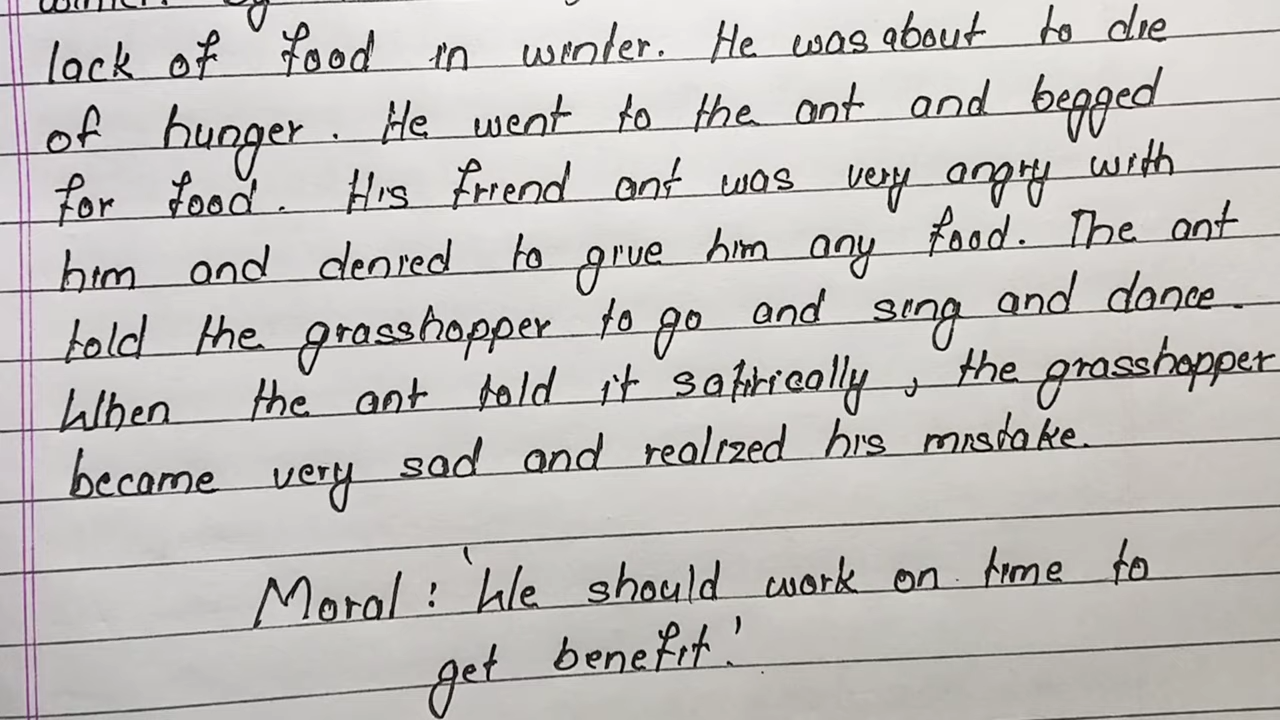 lack of food in winter. He was about to die
of hunger. He went to the ant and begged
for food. His friend ant was very angry with
him and denied to give him any food. The ant
told the grasshopper to go and sing and dance.
When the ant told it satirically, the grasshopper
became very sad and realized his mistake.
Moral: 'We should work on time to
get benefit.'